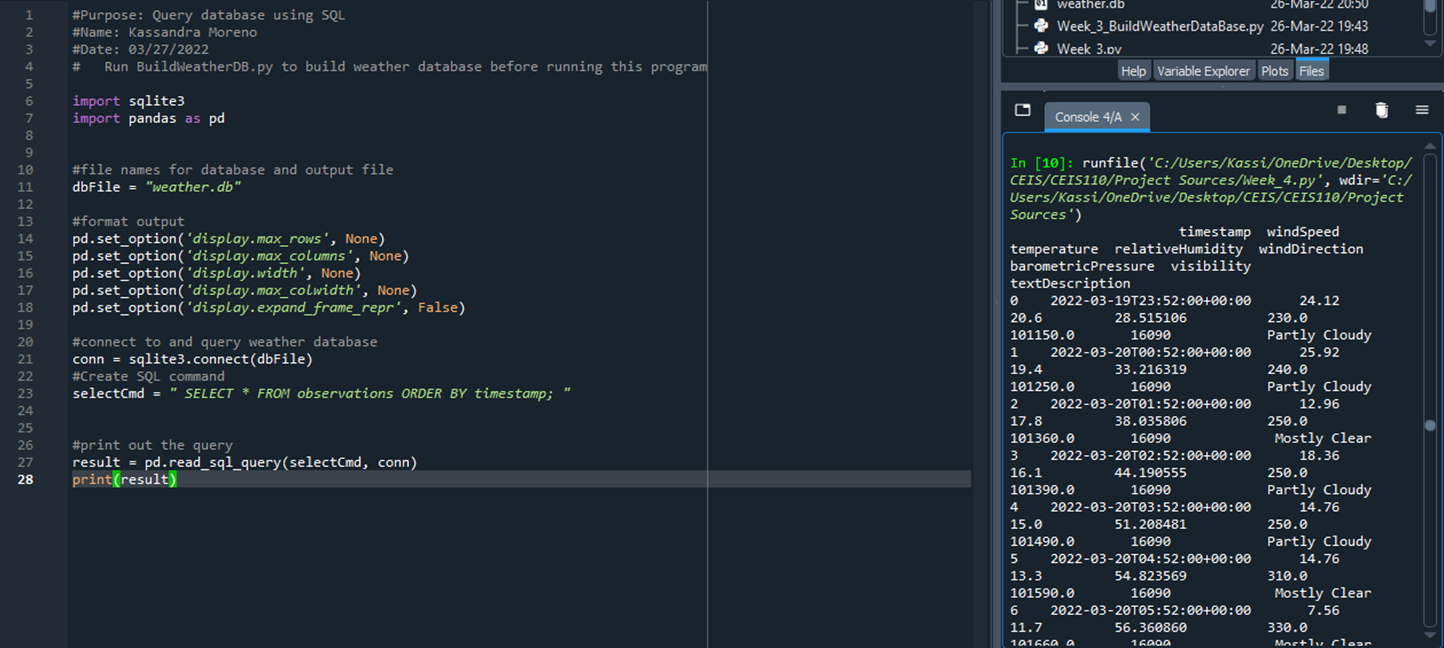 1 #Purpose: Query database using SQL
2 #Name: Kassandra Moreno
3 #Date: 03/27/2022
4 #   Run BuildWeatherDB.py to build weather database before running this program
5
6 import sqlite3
7 import pandas as pd
8
9
10 #file names for database and output file
11 dbFile = "weather.db"
12
13 #format output
14 pd.set_option('display.max_rows', None)
15 pd.set_option('display.max_columns', None)
16 pd.set_option('display.width', None)
17 pd.set_option('display.max_colwidth', None)
18 pd.set_option('display.expand_frame_repr', False)
19
20 #connect to and query weather database
21 conn = sqlite3.connect(dbFile)
22 #Create SQL command
23 selectCmd = " SELECT * FROM observations ORDER BY timestamp; "
24
25
26 #print out the query
27 result = pd.read_sql_query(selectCmd, conn)
28 print(result)
weather.db 26-Mar-22 20:50
Week_3_BuildWeatherDataBase.py 26-Mar-22 19:43
Week_3.py 26-Mar-22 19:48
Help Variable Explorer Plots Files
Console 4/A
In [10]: runfile('C:/Users/Kassi/OneDrive/Desktop/
CEIS/CEIS110/Project Sources/Week_4.py', wdir='C:/
Users/Kassi/OneDrive/Desktop/CEIS/CEIS110/Project
Sources')
timestamp windSpeed
temperature relativeHumidity windDirection
barometricPressure visibility
textDescription
0 2022-03-19T23:52:00+00:00 24.12
20.6 28.515106 230.0
101150.0 16090 Partly Cloudy
1 2022-03-20T00:52:00+00:00 25.92
19.4 33.216319 240.0
101250.0 16090 Partly Cloudy
2 2022-03-20T01:52:00+00:00 12.96
17.8 38.035806 250.0
101360.0 16090 Mostly Clear
3 2022-03-20T02:52:00+00:00 18.36
16.1 44.190555 250.0
101390.0 16090 Partly Cloudy
4 2022-03-20T03:52:00+00:00 14.76
15.0 51.208481 250.0
101490.0 16090 Partly Cloudy
5 2022-03-20T04:52:00+00:00 14.76
13.3 54.823569 310.0
101590.0 16090 Mostly Clear
6 2022-03-20T05:52:00+00:00 7.56
11.7 56.360860 330.0
101660.0 16090 Mostly Clear